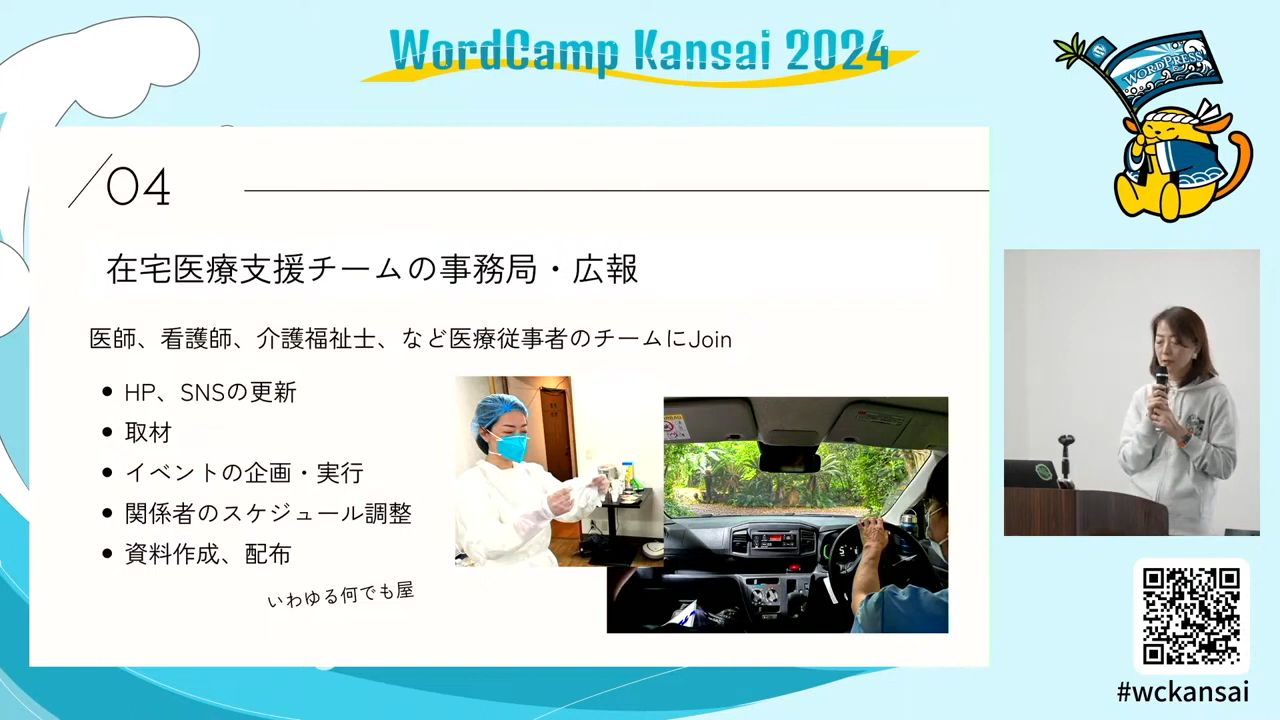 WordCamp Kansai 2024
WORDPRESS
/04
在宅医療支援チームの事務局・広報
医師、看護師、介護福祉士、など医療従事者のチームにJoin
• HP、SNSの更新
• 取材
• イベントの企画・実行
• 関係者のスケジュール調整
• 資料作成、配布
いわゆる何でも屋
#wckansai